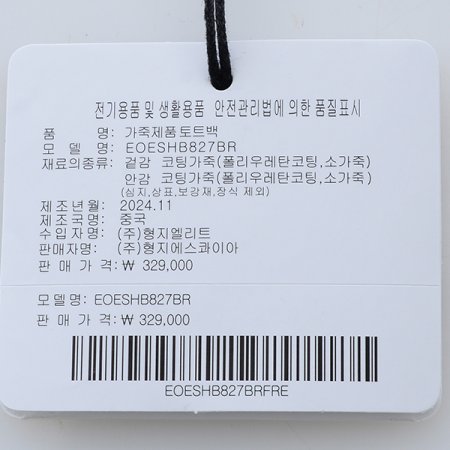 전기용품 및 생활용품 안전관리법에 의한 품질표시
품 명: 가죽제품토트백
모 델 명: EOESHB827BR
재료의종류: 겉감 코팅가죽(폴리우레탄코팅,소가죽)
안감 코팅가죽(폴리우레탄코팅,소가죽)
(심지,상표,보강재,장식 제외)
제조년월: 2024.11
제조국명: 중국
수입자명: (주)형지엘리트
판매자명: (주)형지에스콰이아
판 매 가 격: ₩ 329,000
모델명: EOESHB827BR
판 매 가 격: ₩ 329,000
EOESHB827BRFRE